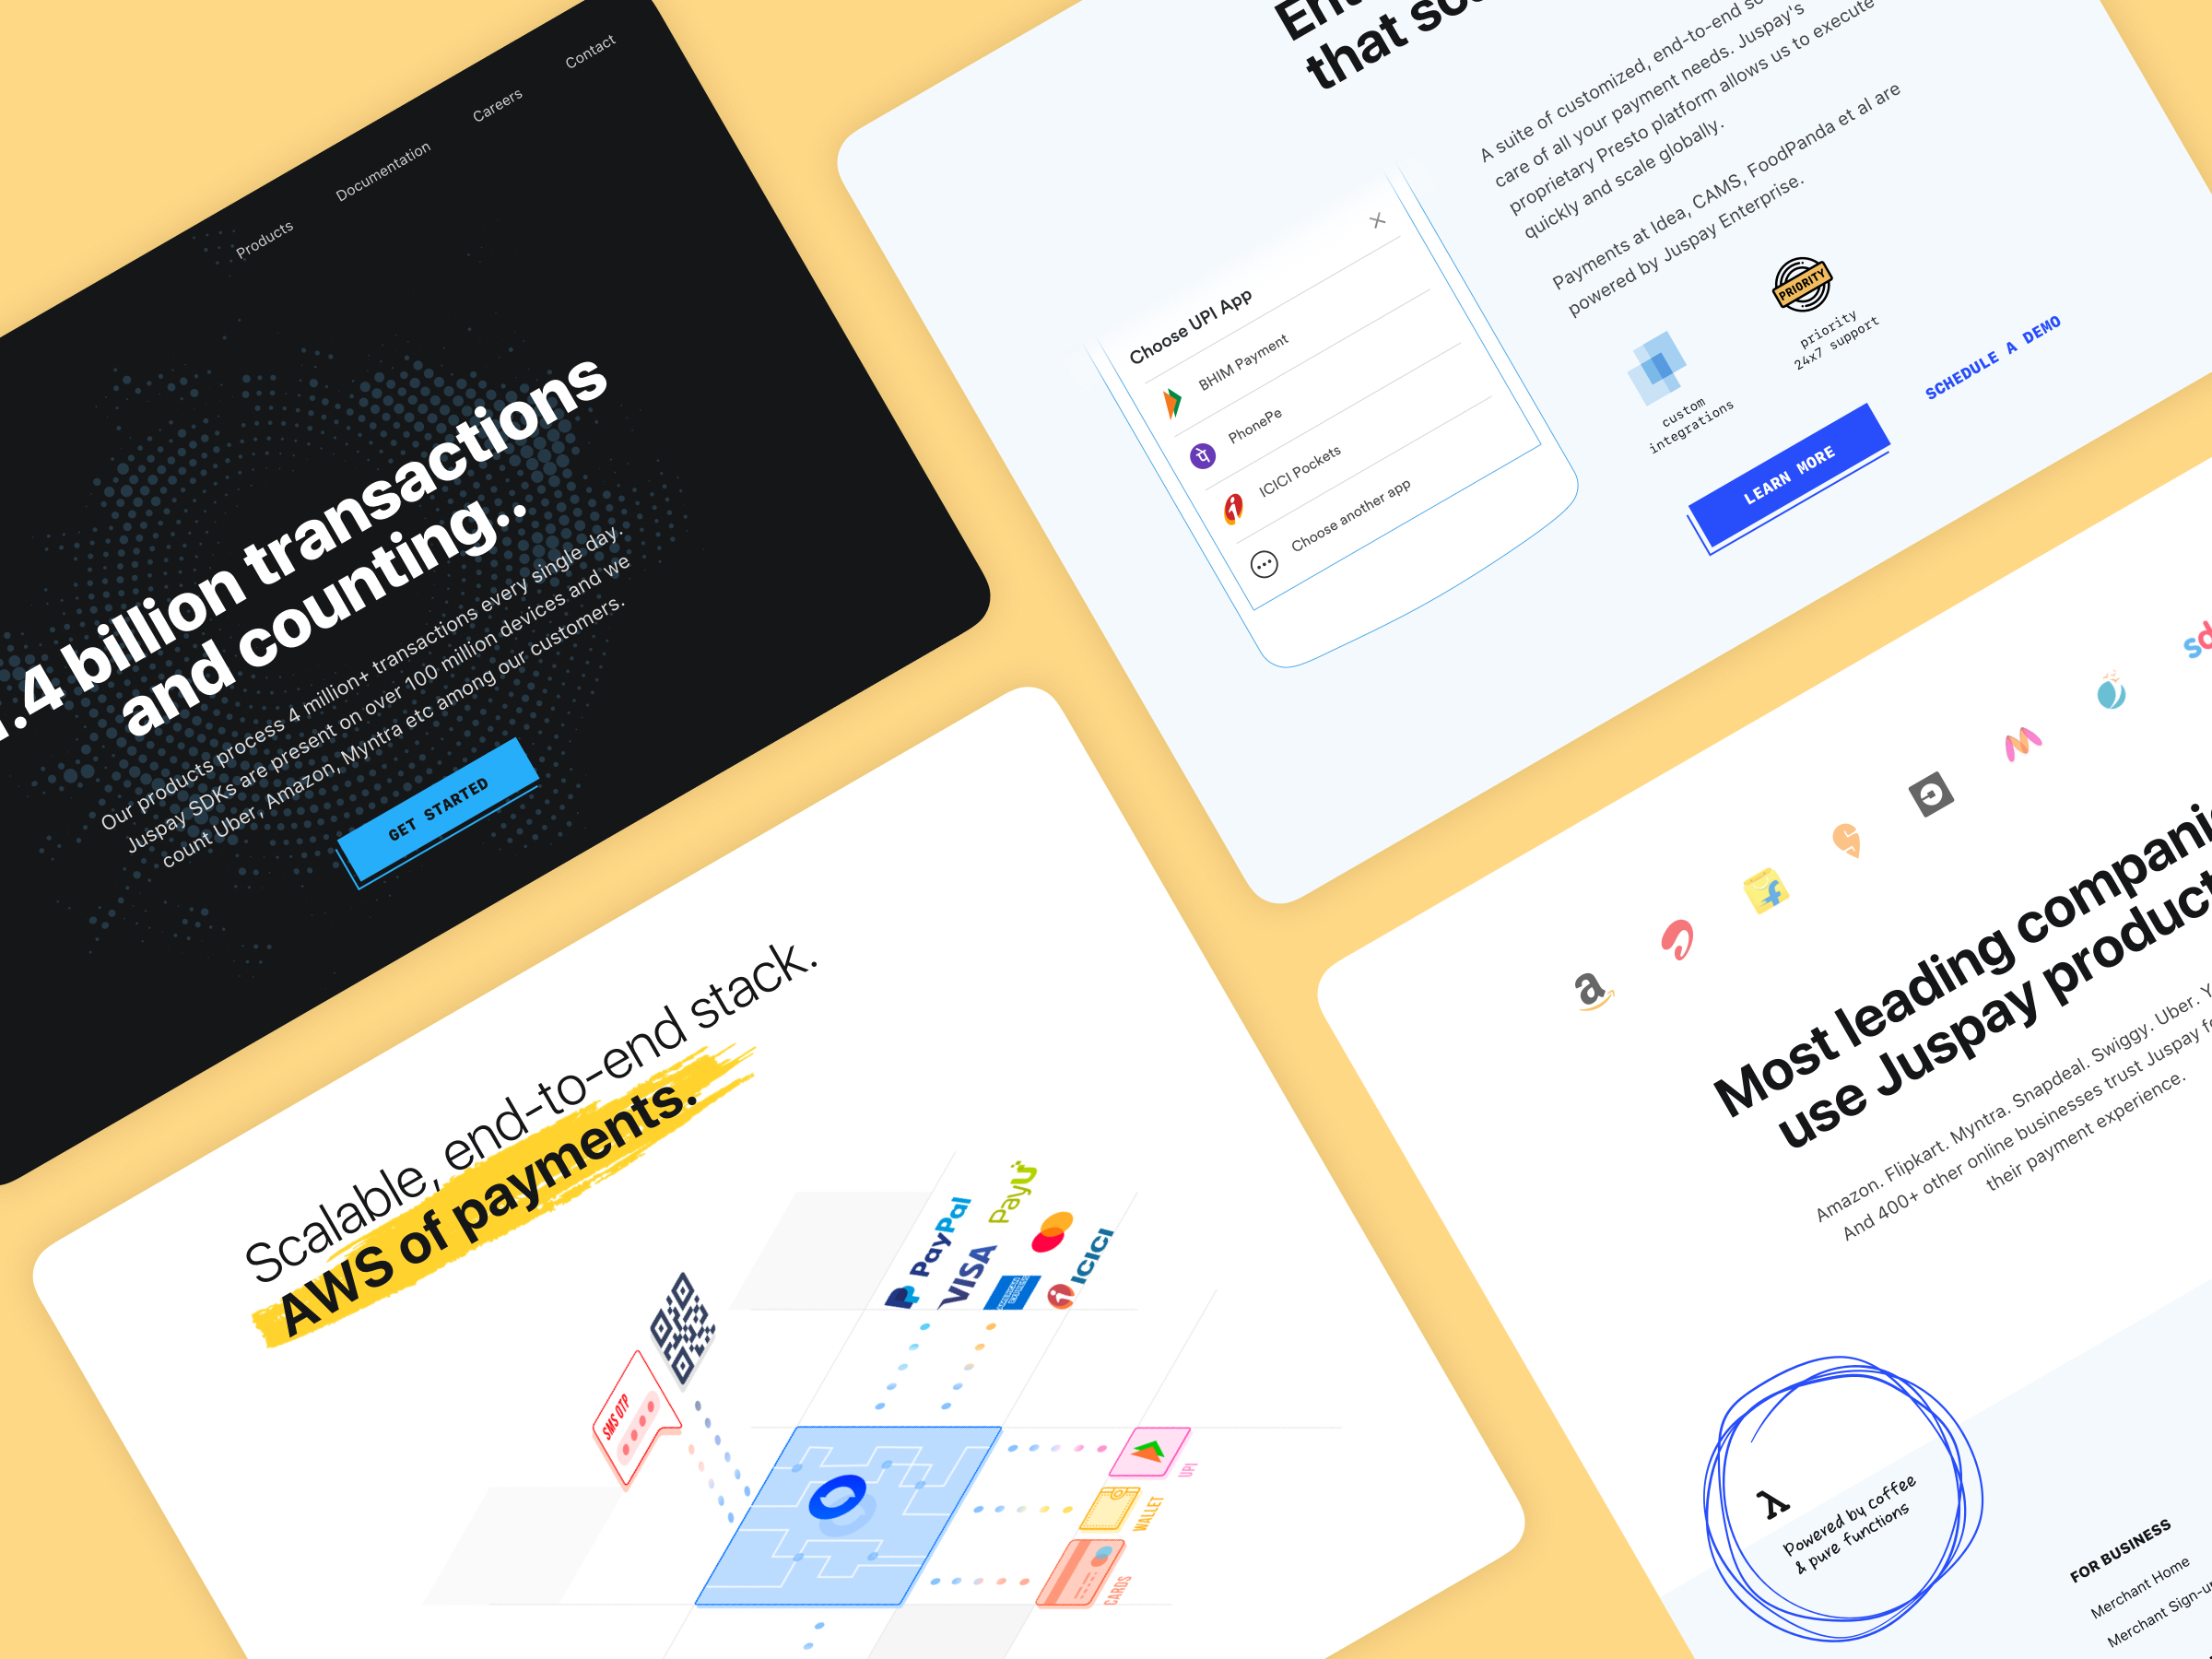 Products
Documentation
Careers
Contact
.4 billion transactions
and counting..
Our products process 4 million+ transactions every single day.
Juspay SDKs are present on over 100 million devices and we
count Uber, Amazon, Myntra etc among our customers.
GET STARTED
that
A suite of customized, end-to-end
care of all your payment needs. Juspay's
proprietary Presto platform allows us to execute
quickly and scale globally.
Payments at Idea, CAMS, FoodPanda et al are
powered by Juspay Enterprise.
PRIORITY
priority
24x7 support
custom
integrations
LEARN MORE
SCHEDULE A DEMO
Choose UPI App
BHIM Payment
PhonePe
ICICI Pockets
Choose another app
Scalable, end-to-end stack.
AWS of payments.
PayPal
PayU
VISA
AMERICAN EXPRESS
ICICI
SMS OTP
UPI
WALLET
CARDS
a
Most leading
use Juspay
Amazon. Flipkart. Myntra. Snapdeal. Swiggy. Uber.
And 400+ other online businesses trust Juspay
their payment experience.
λ
Powered by coffee
& pure functions
FOR BUSINESS
Merchant Home
Merchant